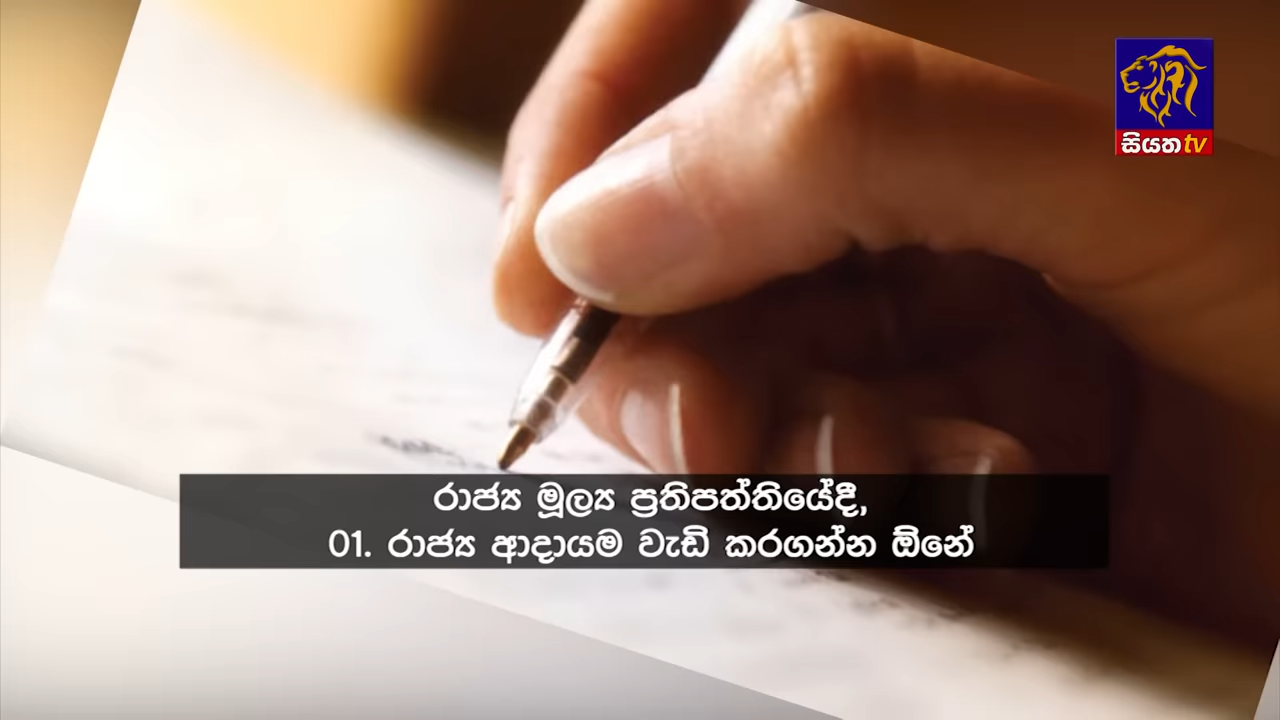 සියත tv
රාජ්‍ය මූල්‍ය ප්‍රතිපත්තියේදී,
01. රාජ්‍ය ආදායම වැඩි කරගන්න ඕනේ